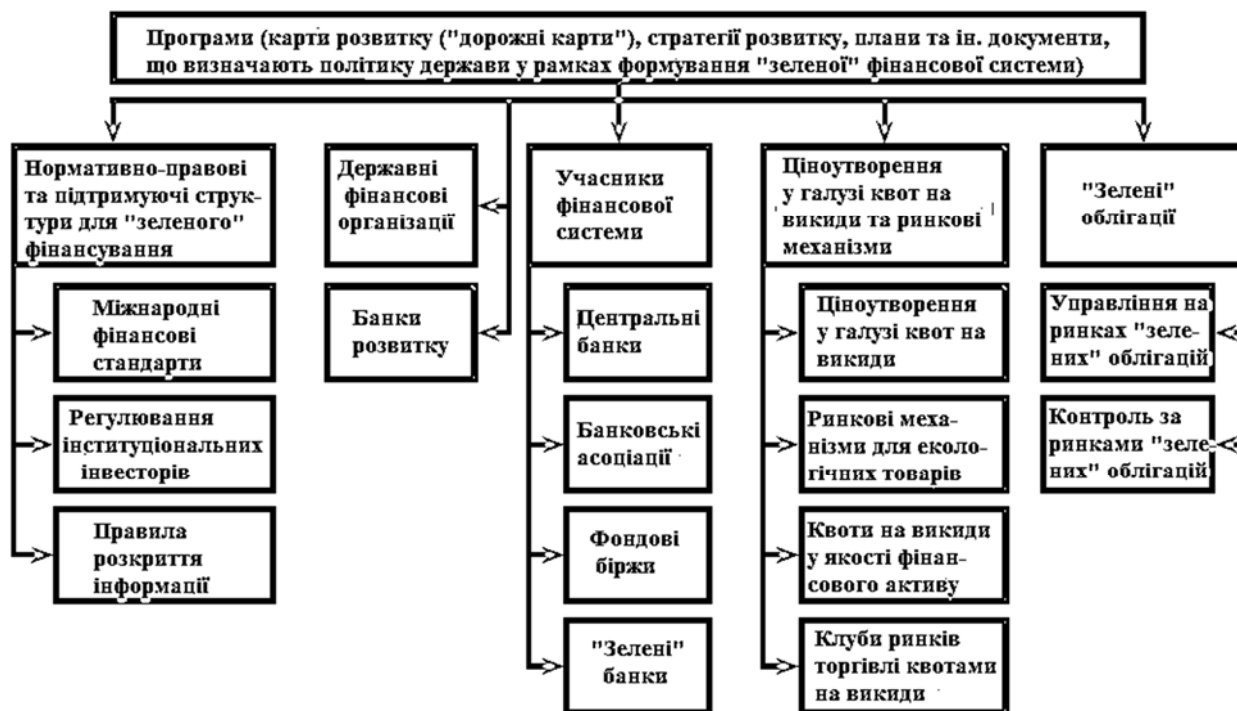 Програми (карти розвитку ("дорожні карти"), стратегії розвитку, плани та ін. документи,
що визначають політику держави у рамках формування "зеленої" фінансової системи)
Нормативно-правові
та підтримуючі струк-
тури для "зеленого"
фінансування
Міжнародні
фінансові
стандарти
Регулювання
інституціональних
інвесторів
Правила
розкриття
інформації
Державні
фінансові
організації
Банки
розвитку
Учасники
фінансової
системи
Центральні
банки
Банковські
асоціації
Фондові
біржи
"Зелені"
банки
Ціноутворення
у галузі квот на
викиди та ринкові
механізми
Ціноутворення
у галузі квот на
викиди
Ринкові меха-
нізми для еколо-
гічних товарів
Квоти на викиди
у якості фінан-
сового активу
Клуби ринків
торгівлі квотами
на викиди
"Зелені"
облігації
Управління на
ринках "зеле-
них" облігацій
Контроль за
ринками "зеле-
них" облігацій